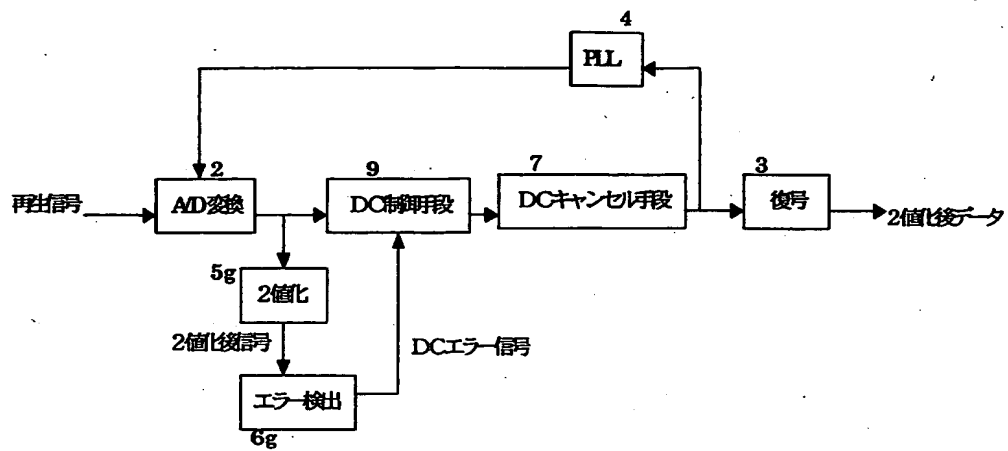 4
PLL
2
9
7
3
再生信号
A/D変換
DC制御手段
DCキャンセル手段
復号
2値化後データ
5g
2値化
2値化後信号
DCエラー信号
エラー検出
6g